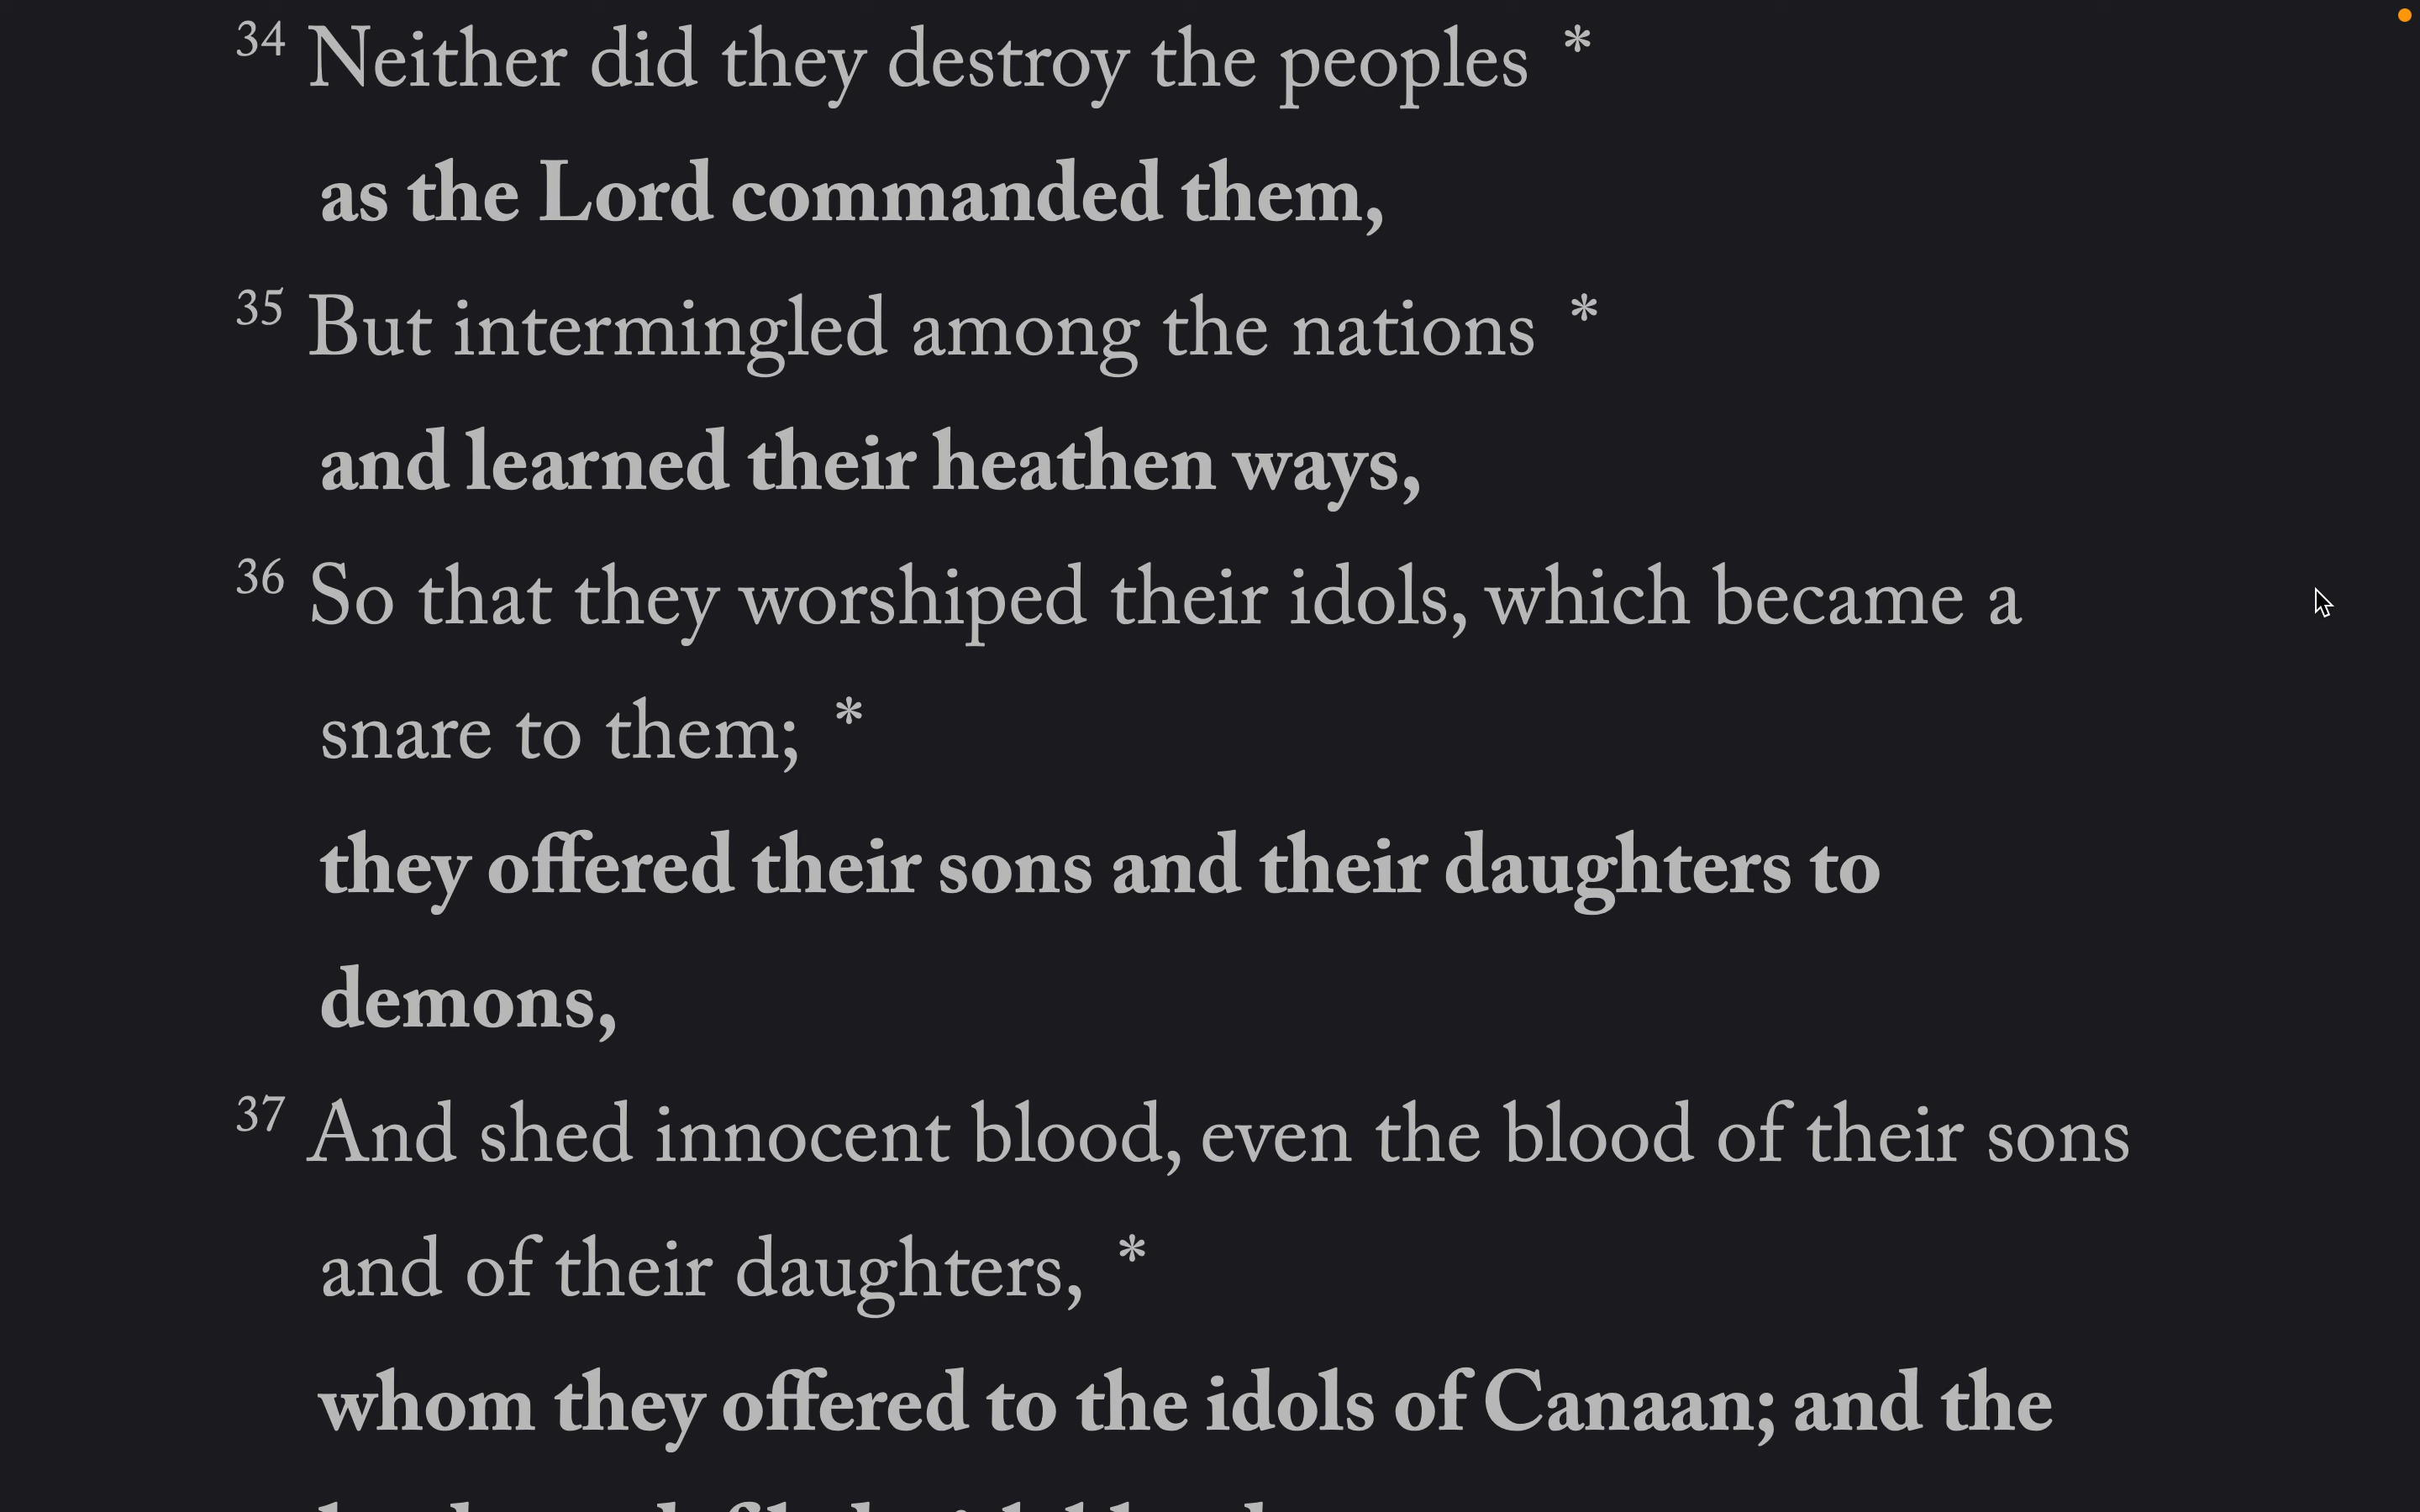 34 Neither did they destroy the peoples *
as the Lord commanded them,
35 But intermingled among the nations *
and learned their heathen ways,
36 So that they worshiped their idols, which became a
snare to them; *
they offered their sons and their daughters to
demons,
37 And shed innocent blood, even the blood of their sons
and of their daughters, *
whom they offered to the idols of Canaan; and the